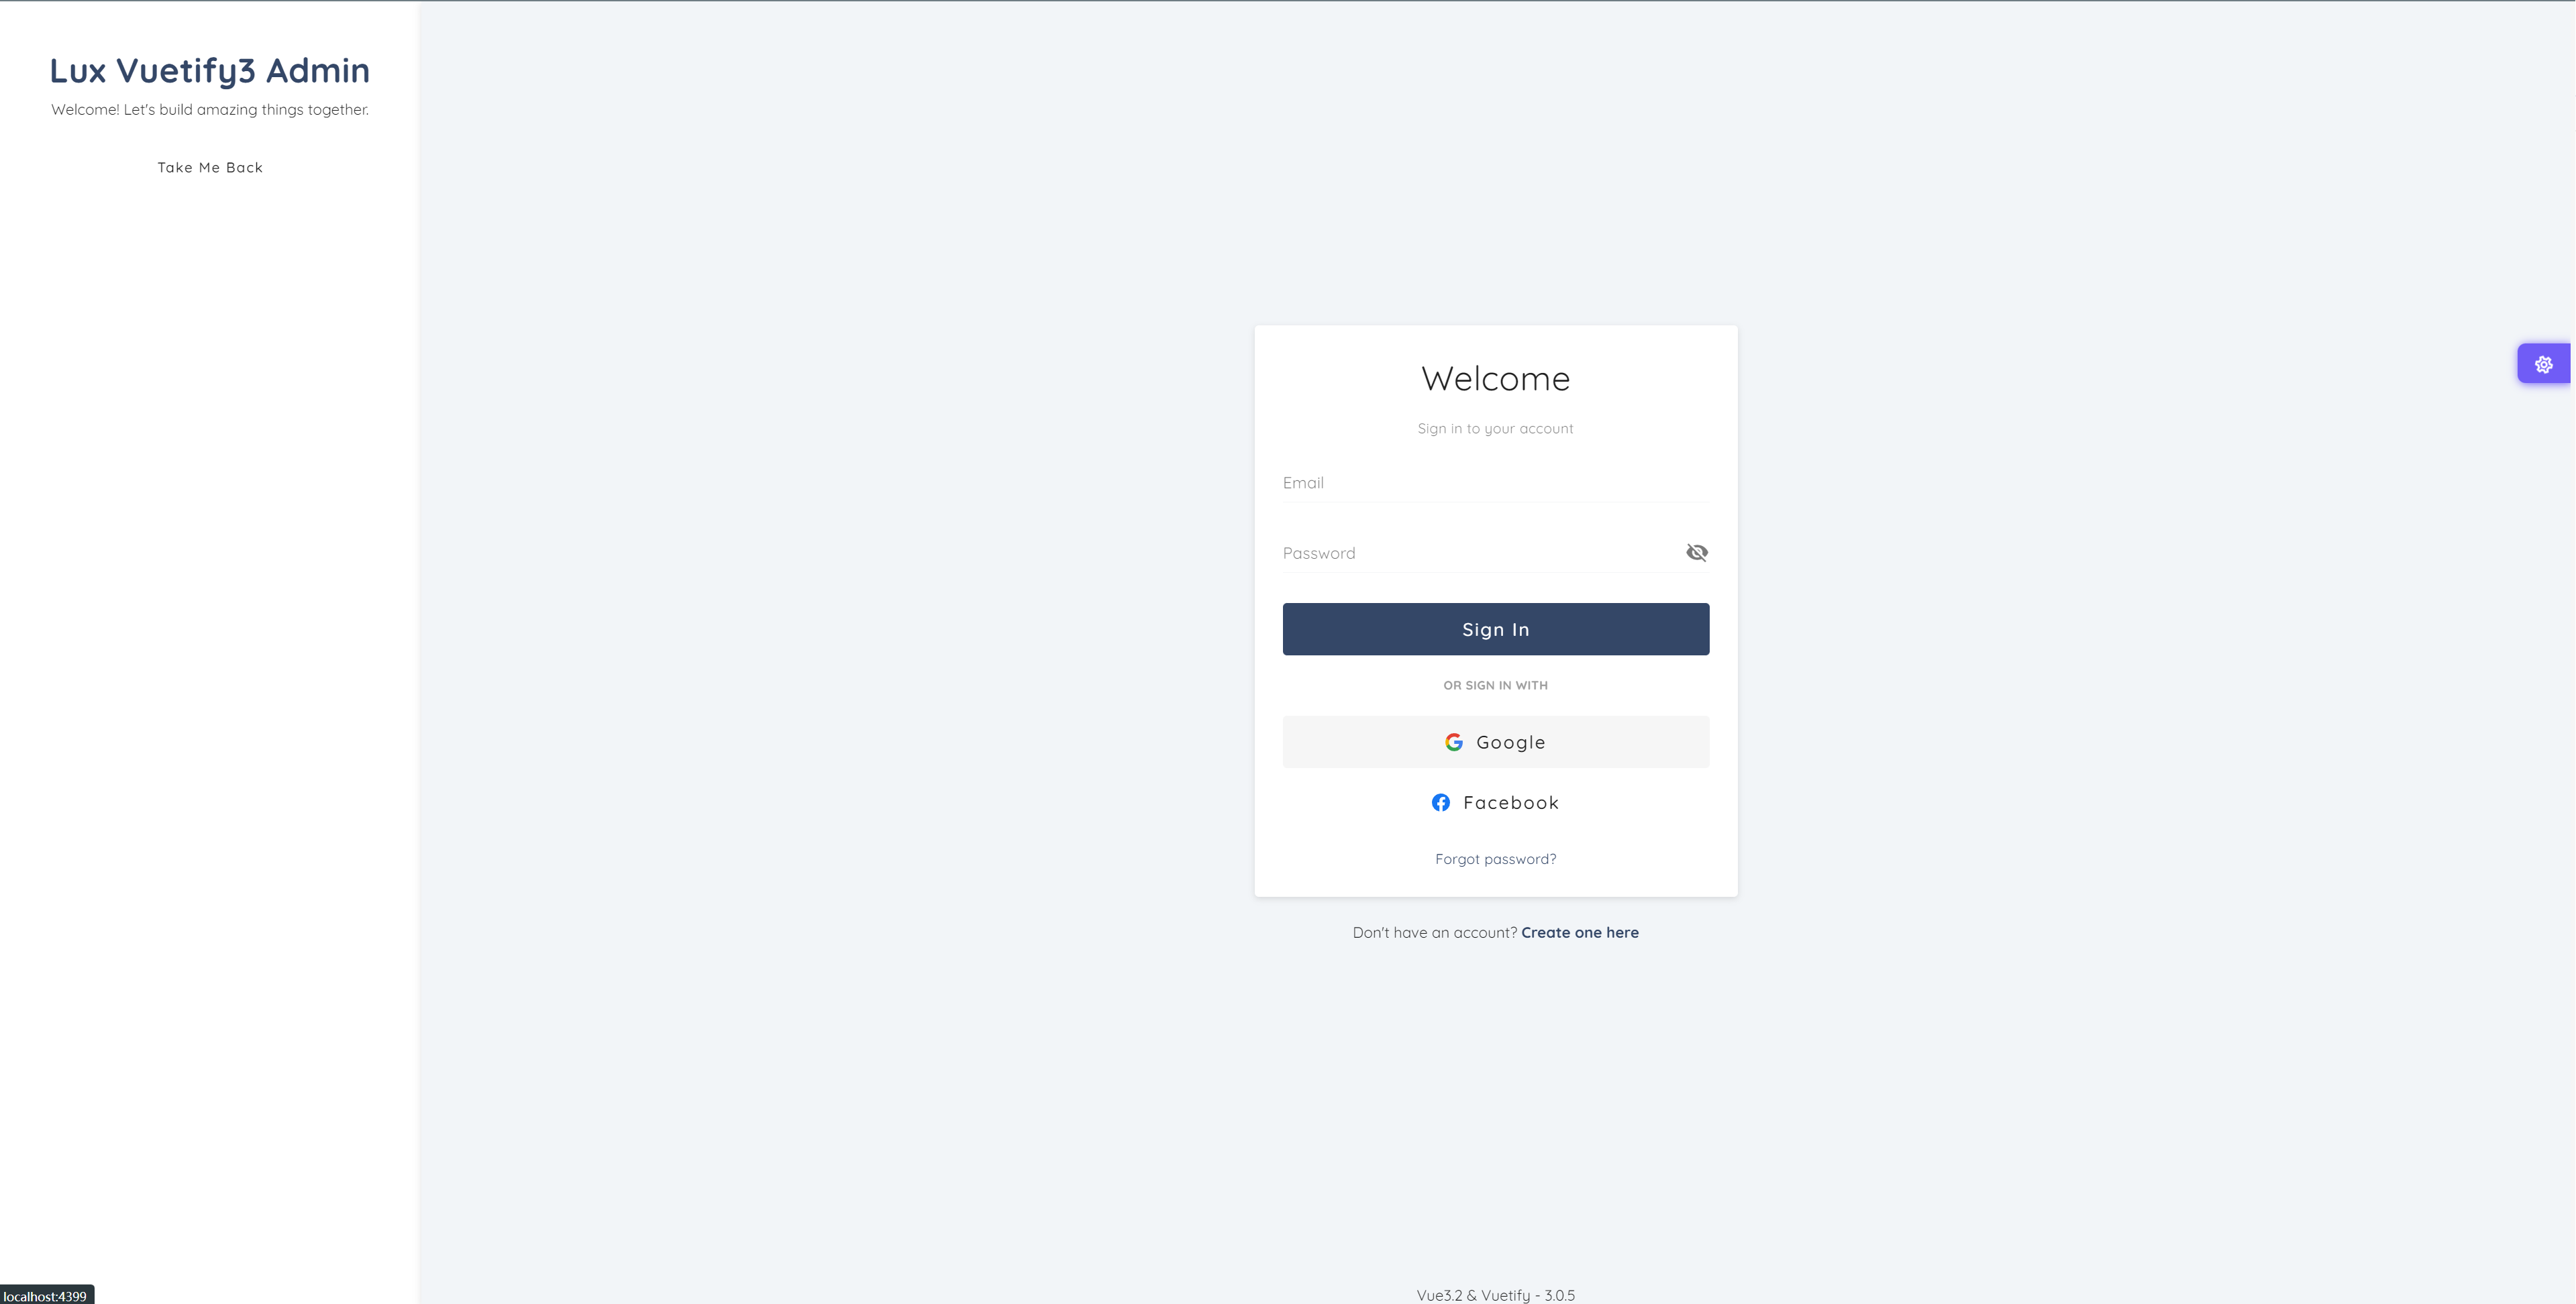 Lux Vuetify3 Admin
Welcome! Let's build amazing things together.
Take Me Back
Welcome
Sign in to your account
Email
Password
Sign In
OR SIGN IN WITH
Google
Facebook
Forgot password?
Don't have an account? Create one here
Vue3.2 & Vuetify - 3.0.5
localhost:4399